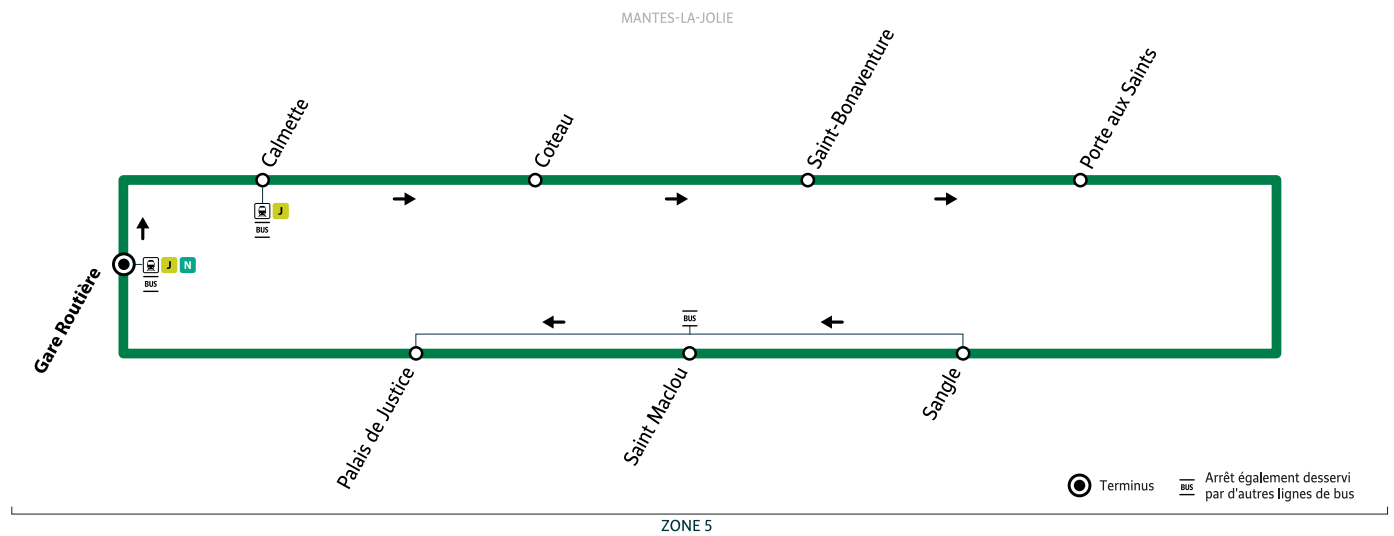 MANTES-LA-JOLIE
Calmette
Coteau
Saint-Bonaventure
Porte aux Saints
J
BUS
Gare Routière
J N
BUS
BUS
Palais de Justice
Saint Maclou
Sangle
Terminus
BUS
Arrêt également desservi
par d'autres lignes de bus
ZONE 5